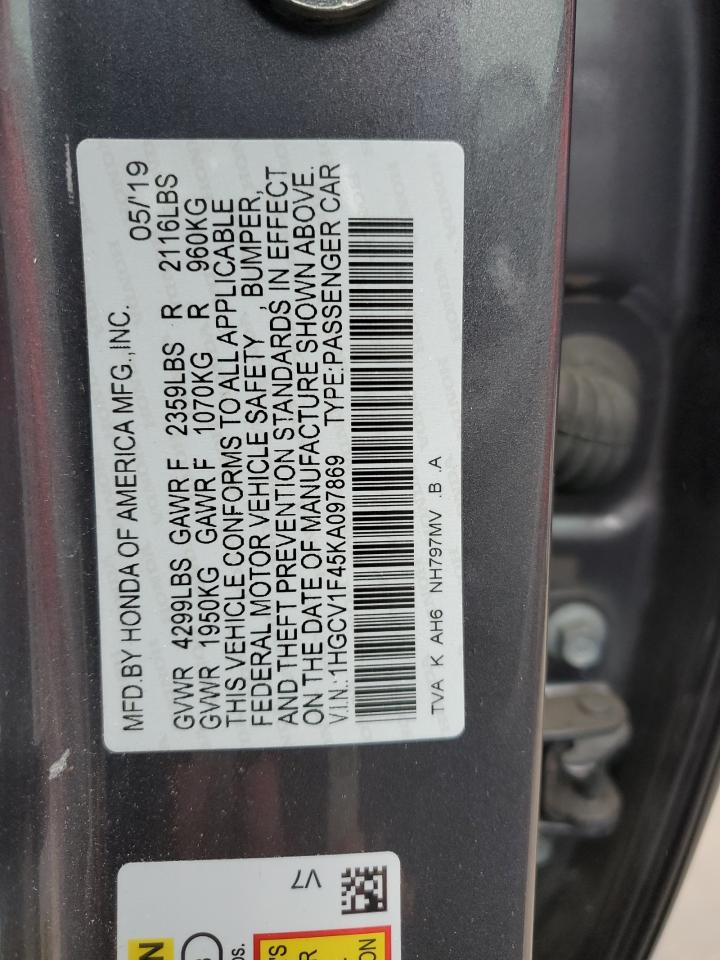 MFD.BY HONDA OF AMERICA MFG.,INC. 05/'19
GVWR 4299LBS GAWR F 2359LBS R 2116LBS
GVWR 1950KG GAWR F 1070KG R 960KG
THIS VEHICLE CONFORMS TO ALL APPLICABLE
FEDERAL MOTOR VEHICLE SAFETY , BUMPER,
AND THEFT PREVENTION STANDARDS IN EFFECT
ON THE DATE OF MANUFACTURE SHOWN ABOVE.
V.I.N.:1HGCV1F45KA097869 TYPE:PASSENGER CAR
TVA K AH6 NH797MV .B .A
V7